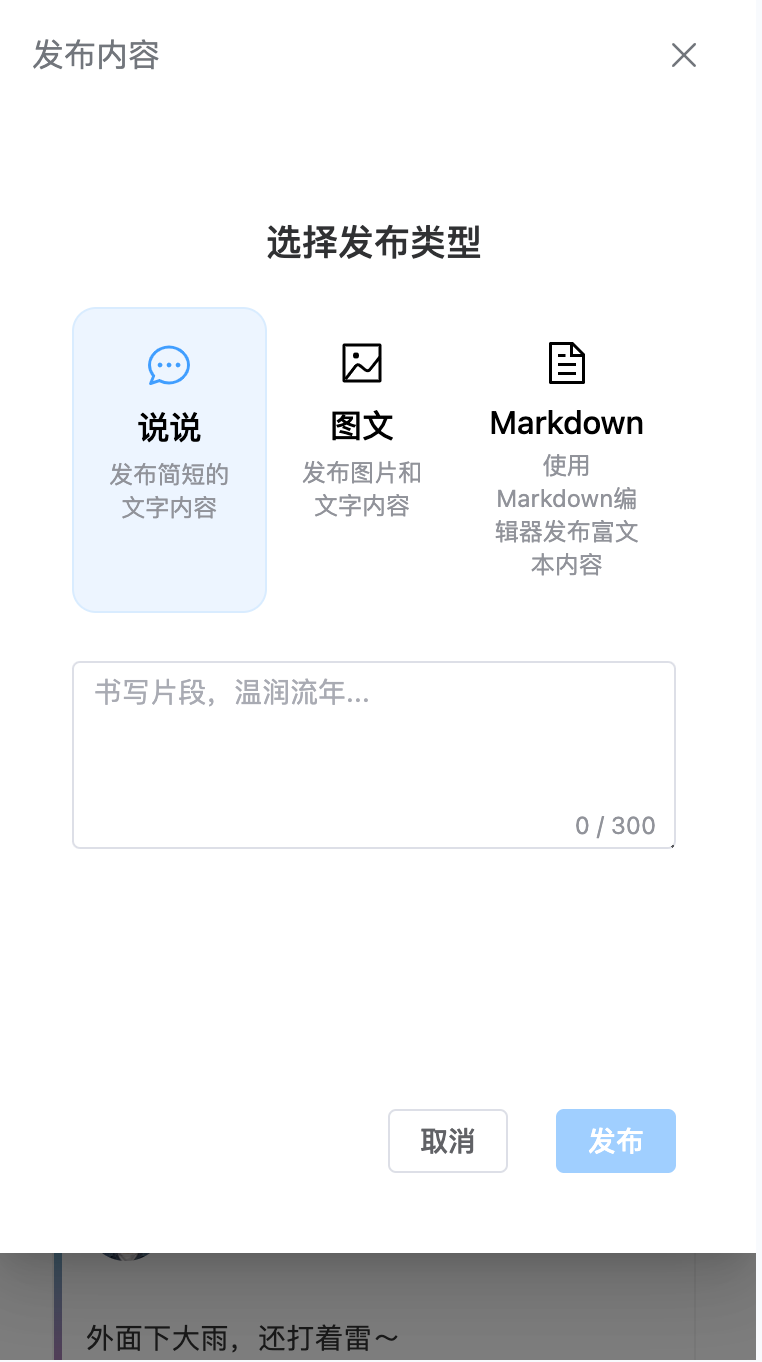 发布内容
选择发布类型
说说
发布简短的
文字内容
图文
发布图片和
文字内容
Markdown
使用
Markdown编
辑器发布富文
本内容
书写片段，温润流年...
0 / 300
取消
发布
外面下大雨，还打着雷～